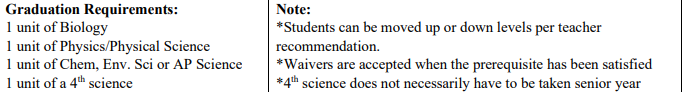 Graduation Requirements:
1 unit of Biology
1 unit of Physics/Physical Science
1 unit of Chem, Env. Sci or AP Science
1 unit of a 4th science
Note:
*Students can be moved up or down levels per teacher
recommendation.
*Waivers are accepted when the prerequisite has been satisfied
*4th science does not necessarily have to be taken senior year